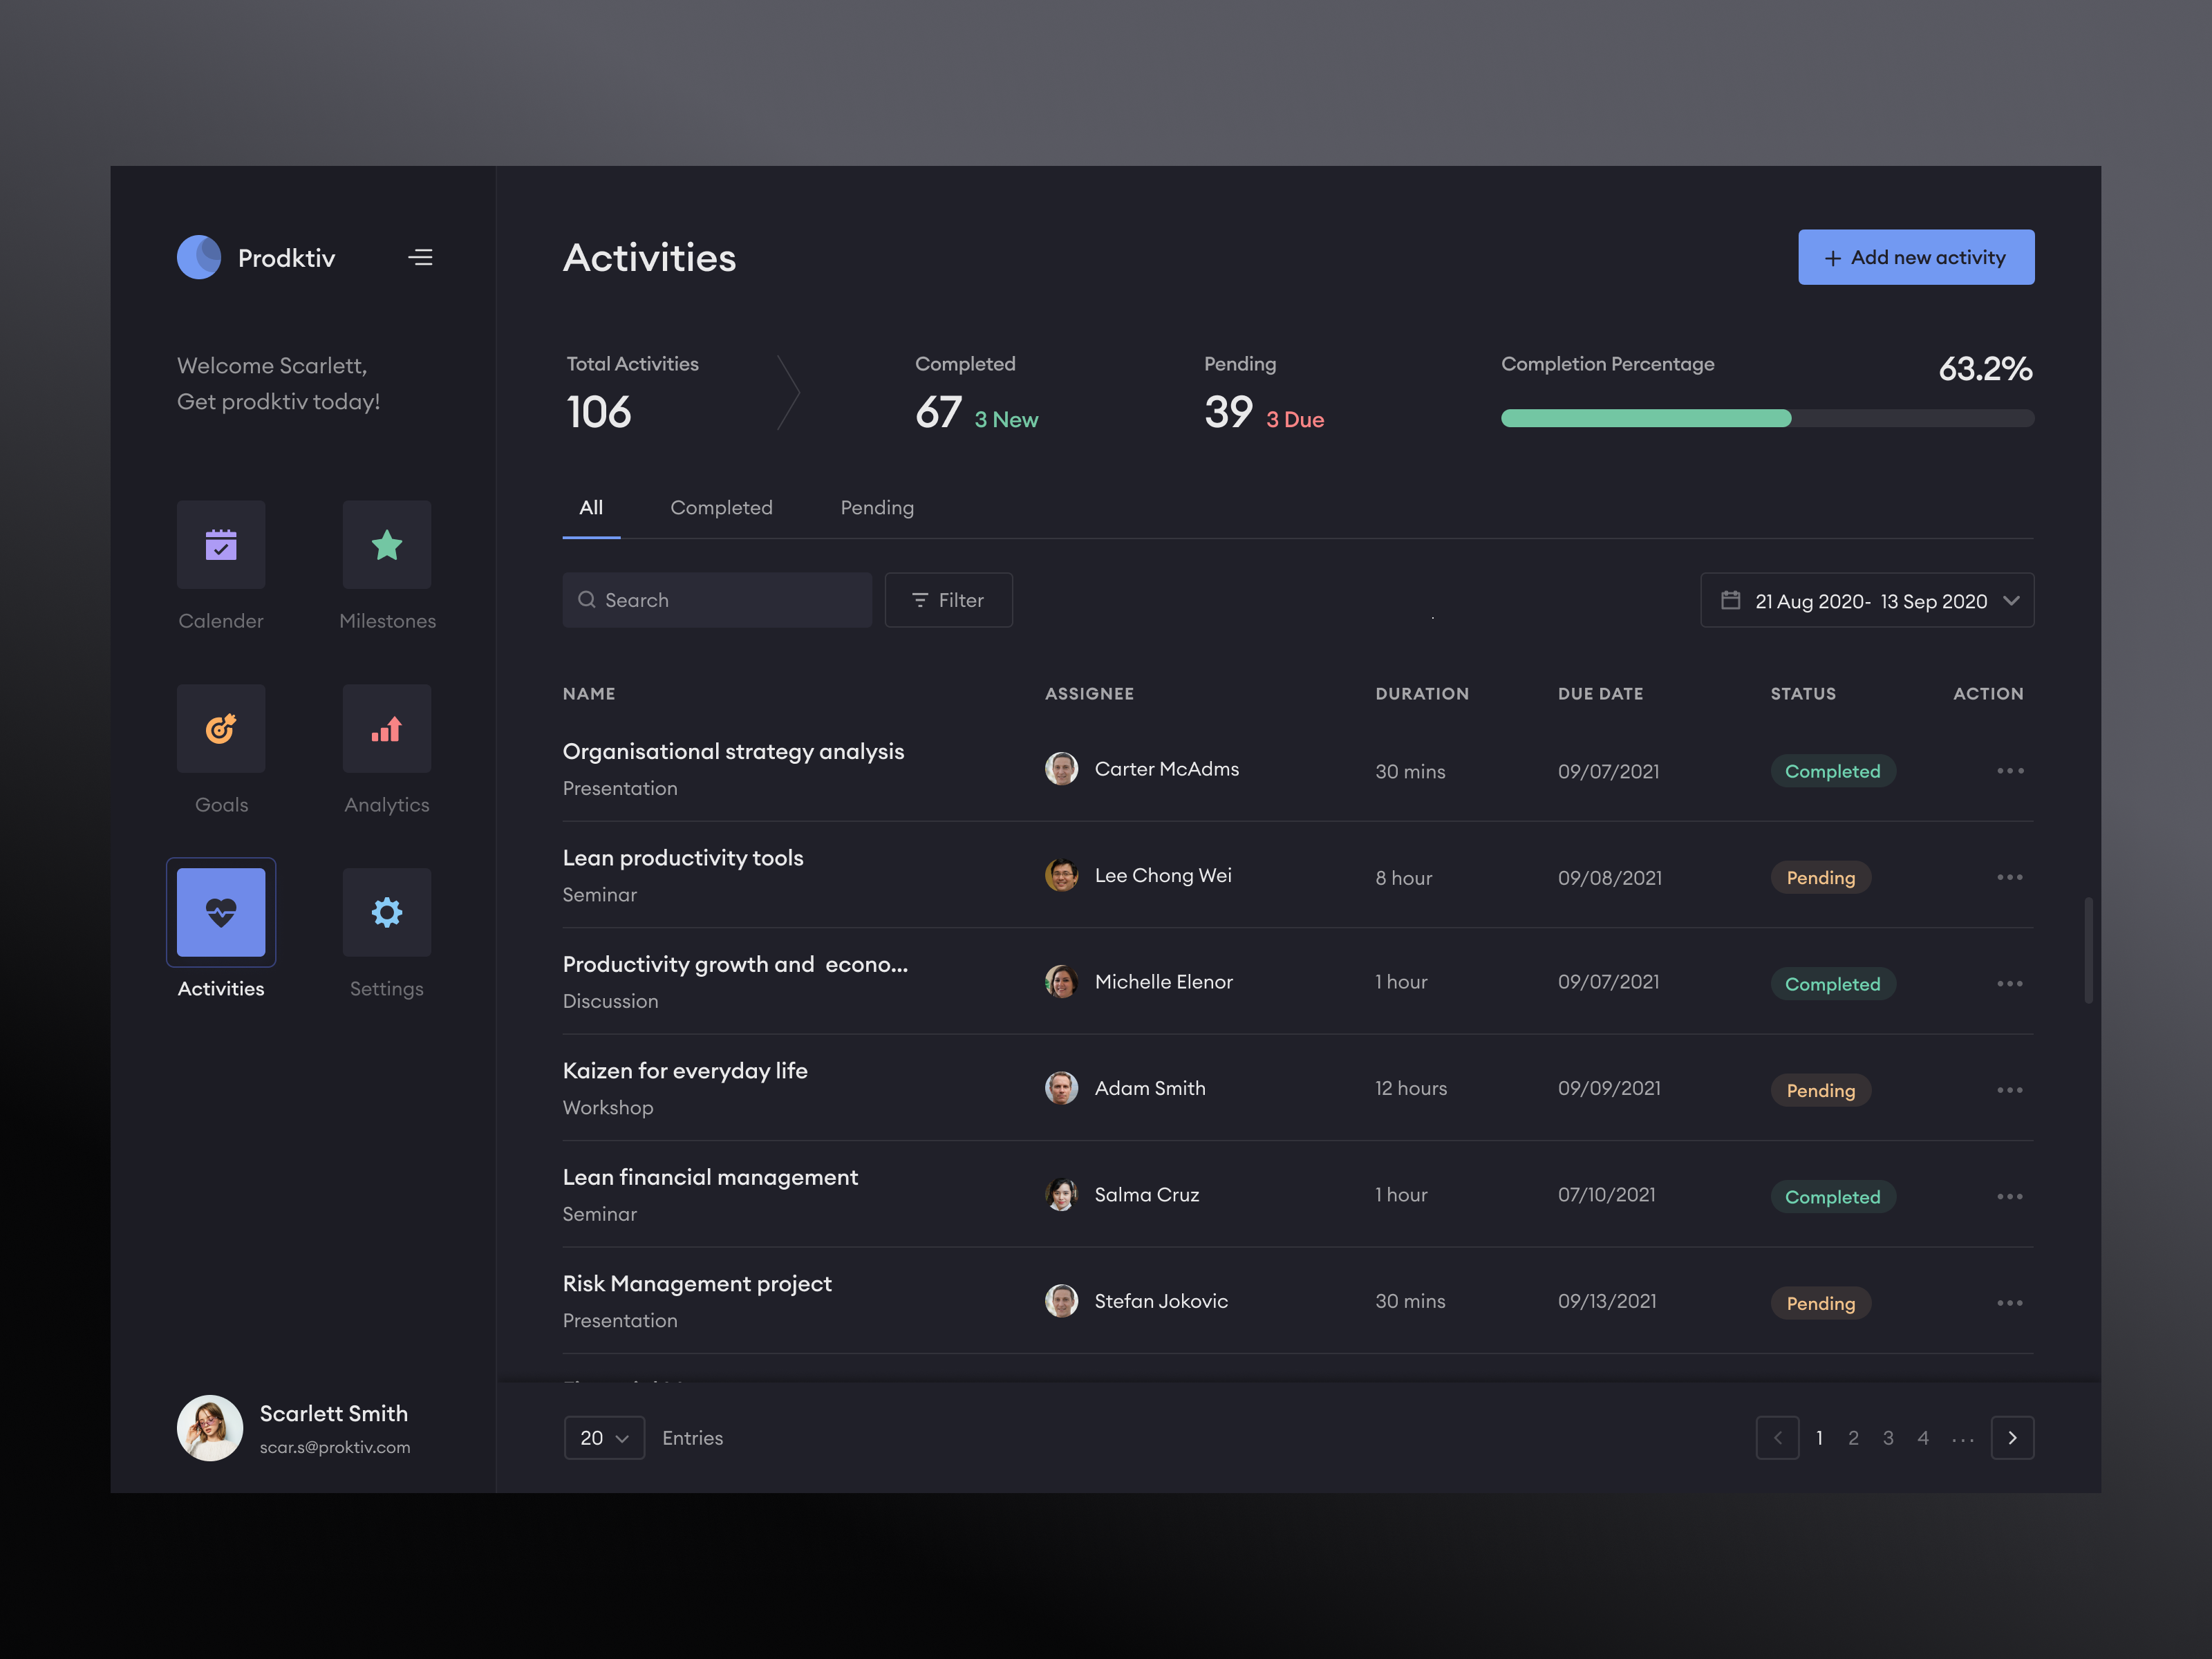 Prodktiv
Welcome Scarlett,
Get prodktiv today!
Calender
Milestones
Goals
Analytics
Activities
Settings
Scarlett Smith
scar.s@proktiv.com
Activities
+ Add new activity
Total Activities
106
Completed
67 3 New
Pending
39 3 Due
Completion Percentage
63.2%
All Completed Pending
Search
Filter
21 Aug 2020- 13 Sep 2020
NAME ASSIGNEE DURATION DUE DATE STATUS ACTION
Organisational strategy analysis
Presentation
Carter McAdms
30 mins
09/07/2021
Completed
Lean productivity tools
Seminar
Lee Chong Wei
8 hour
09/08/2021
Pending
Productivity growth and econo...
Discussion
Michelle Elenor
1 hour
09/07/2021
Completed
Kaizen for everyday life
Workshop
Adam Smith
12 hours
09/09/2021
Pending
Lean financial management
Seminar
Salma Cruz
1 hour
07/10/2021
Completed
Risk Management project
Presentation
Stefan Jokovic
30 mins
09/13/2021
Pending
20 Entries
1 2 3 4 ...